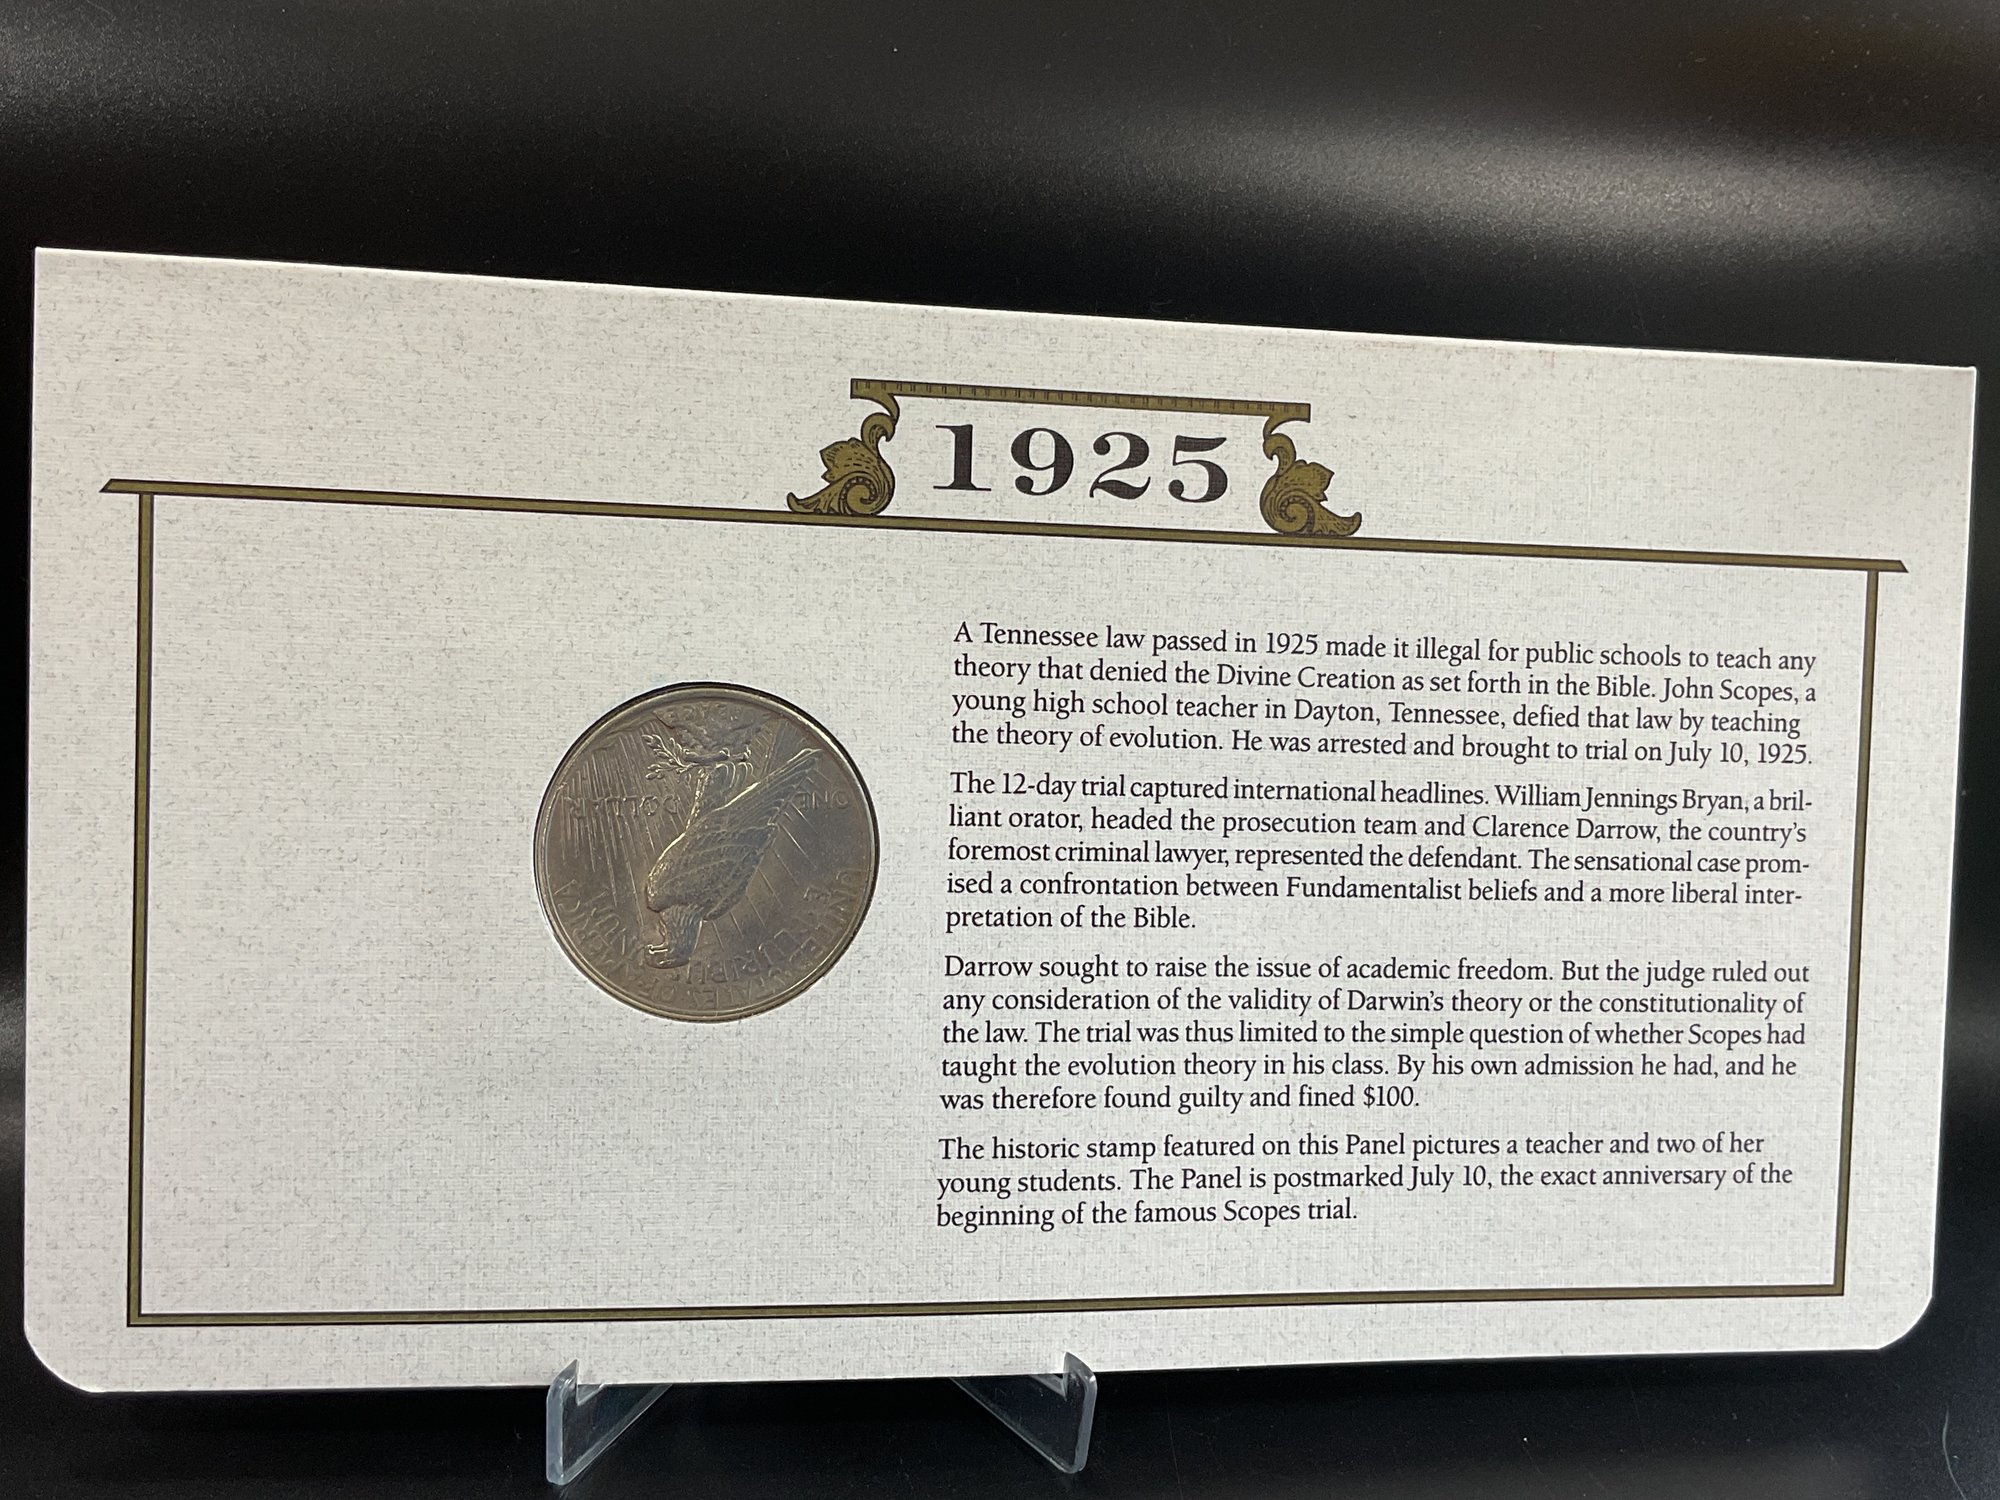 1925
A Tennessee law passed in 1925 made it illegal for public schools to teach any
theory that denied the Divine Creation as set forth in the Bible. John Scopes, a
young high school teacher in Dayton, Tennessee, defied that law by teaching
the theory of evolution. He was arrested and brought to trial on July 10, 1925.
The 12-day trial captured international headlines. William Jennings Bryan, a bril-
liant orator, headed the prosecution team and Clarence Darrow, the country's
foremost criminal lawyer, represented the defendant. The sensational case prom-
ised a confrontation between Fundamentalist beliefs and a more liberal inter-
pretation of the Bible.
Darrow sought to raise the issue of academic freedom. But the judge ruled out
any consideration of the validity of Darwin's theory or the constitutionality of
the law. The trial was thus limited to the simple question of whether Scopes had
taught the evolution theory in his class. By his own admission he had, and he
was therefore found guilty and fined $100.
The historic stamp featured on this Panel pictures a teacher and two of her
young students. The Panel is postmarked July 10, the exact anniversary of the
beginning of the famous Scopes trial.
UNITED STATES OF AMERICA
E PLURIBUS UNUM
ONE DOLLAR